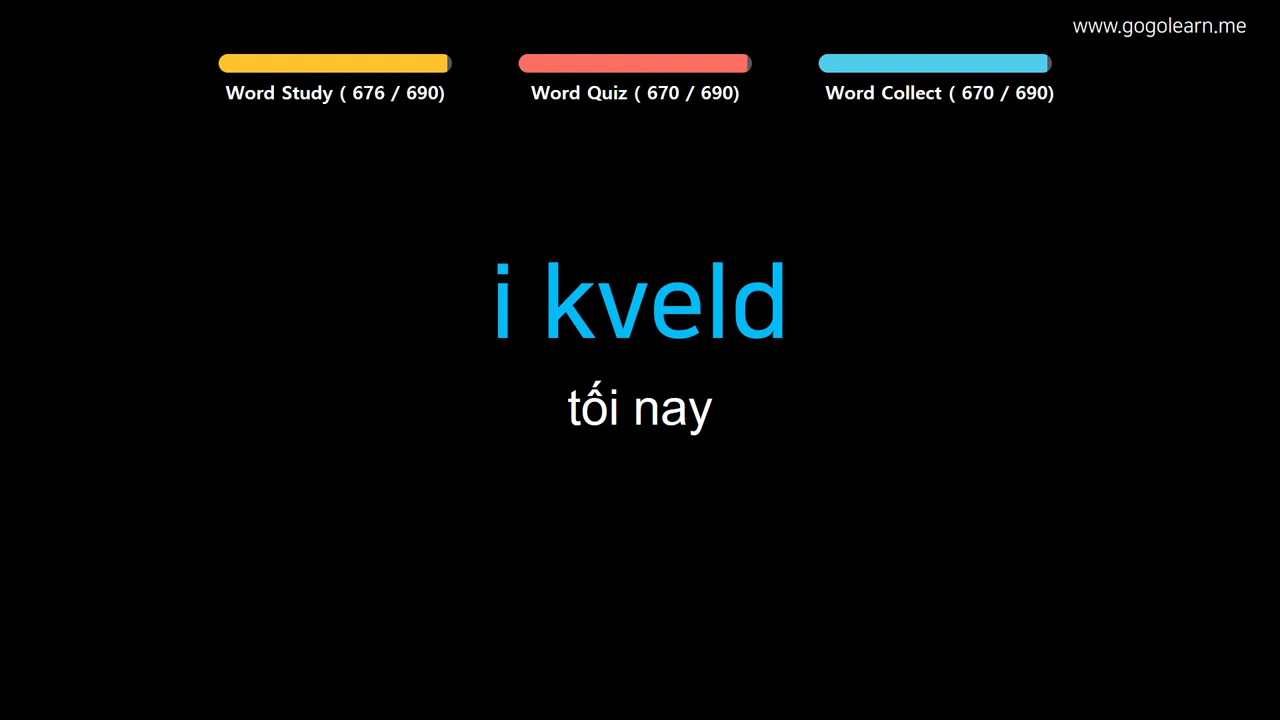 www.gogolearn.me
Word Study ( 676 / 690)
Word Quiz ( 670 / 690)
Word Collect ( 670 / 690)
i kveld
tối nay